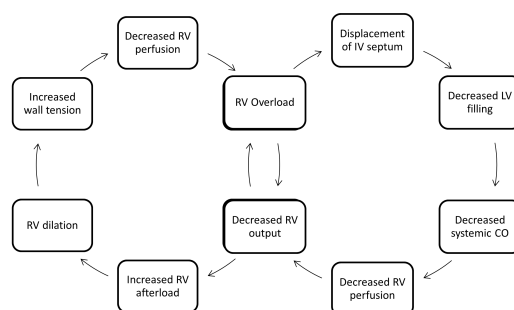 Decreased RV
perfusion
Displacement
of IV septum
Increased
wall tension
RV Overload
Decreased LV
filling
RV dilation
Decreased RV
output
Decreased
systemic CO
Increased RV
afterload
Decreased RV
perfusion